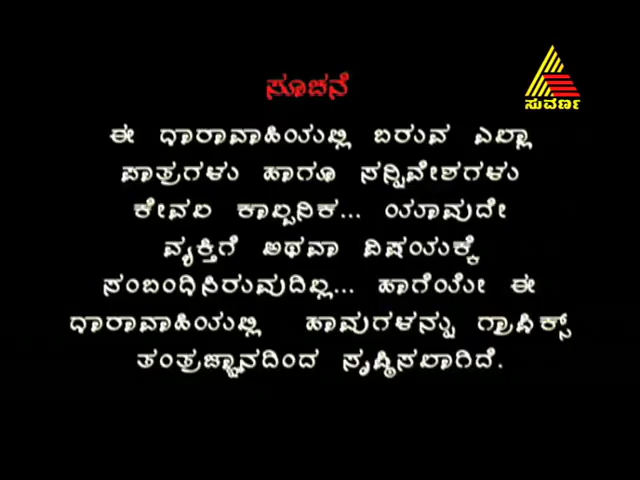 ಸೂಚನೆ
ಸುವರ್ಣ
ಈ ಧಾರಾವಾಹಿಯಲ್ಲಿ ಬರುವ ಎಲ್ಲಾ
ಪಾತ್ರಗಳು ಹಾಗೂ ಸನ್ನಿವೇಶಗಳು
ಕೇವಲ ಕಾಲ್ಪನಿಕ... ಯಾವುದೇ
ವ್ಯಕ್ತಿಗೆ ಅಥವಾ ವಿಷಯಕ್ಕೆ
ಸಂಬಂಧಿಸಿರುವುದಿಲ್ಲ... ಹಾಗೆಯೇ ಈ
ಧಾರಾವಾಹಿಯಲ್ಲಿ ಹಾವುಗಳನ್ನು ಗ್ರಾಫಿಕ್ಸ್
ತಂತ್ರಜ್ಞಾನದಿಂದ ಸೃಷ್ಠಿಸಲಾಗಿದೆ.